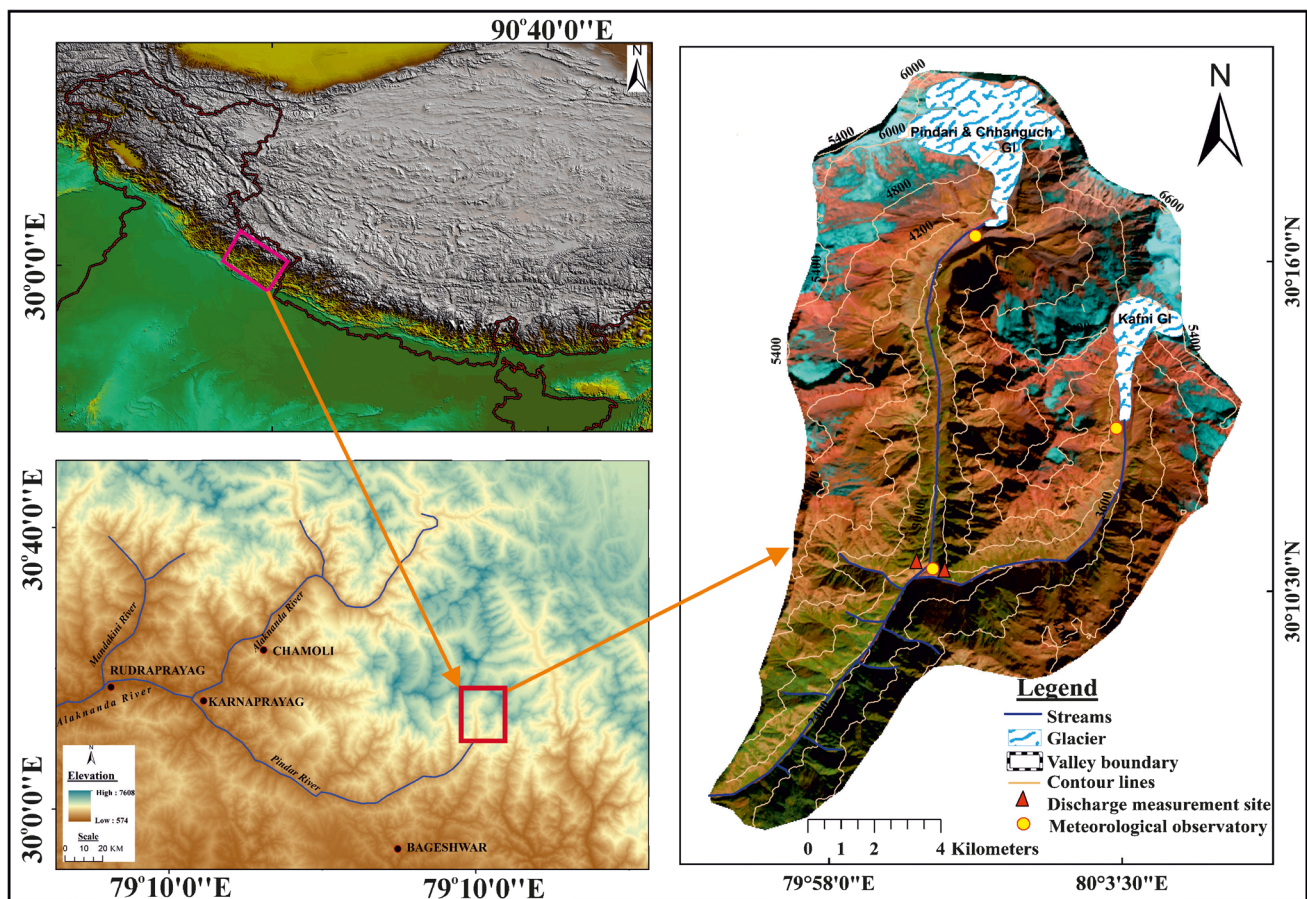 90°40'0''E
N
30°0'0''E
30°40'0''E
30°0'0''E
Mandakini River
Alaknanda River
CHAMOLI
RUDRAPRAYAG
Alaknanda River
KARNAPRAYAG
Pindar River
BAGESHWAR
N
Elevation
High : 7608
Low : 574
Scale
0 10 20 KM
79°10'0''E
79°10'0''E
N
6000
5400
6000
Pindari & Chhanguch
Gl
4800
6600
4200
5400
30°16'0''N
Kafni Gl
5400
5400
3600
30°10'30''N
Legend
Streams
Glacier
Valley boundary
Contour lines
Discharge measurement site
Meteorological observatory
0 1 2 4 Kilometers
79°58'0''E
80°3'30''E